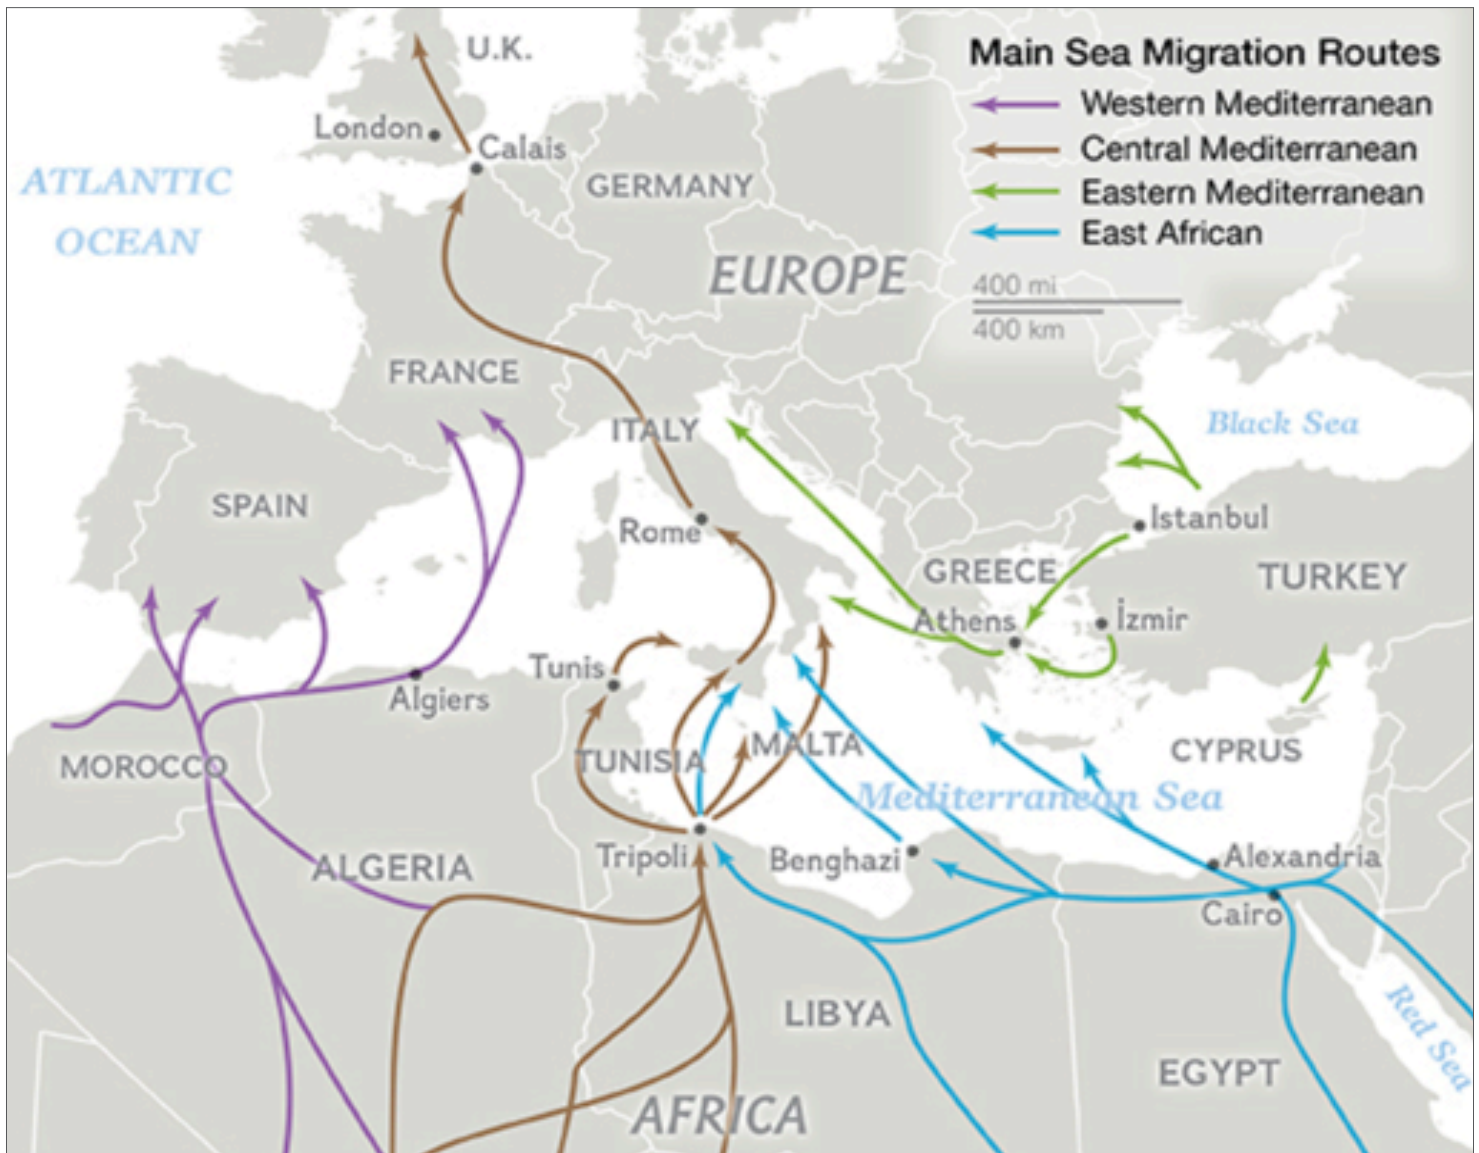 Main Sea Migration Routes
Western Mediterranean
Central Mediterranean
Eastern Mediterranean
East African
400 mi
400 km
U.K.
London
Calais
ATLANTIC
OCEAN
GERMANY
EUROPE
FRANCE
ITALY
Black Sea
SPAIN
Rome
Istanbul
GREECE
TURKEY
Athens
İzmir
Tunis
Algiers
MOROCCO
TUNISIA
MALTA
CYPRUS
Mediterranean Sea
ALGERIA
Tripoli
Benghazi
Alexandria
Cairo
LIBYA
Red Sea
EGYPT
AFRICA